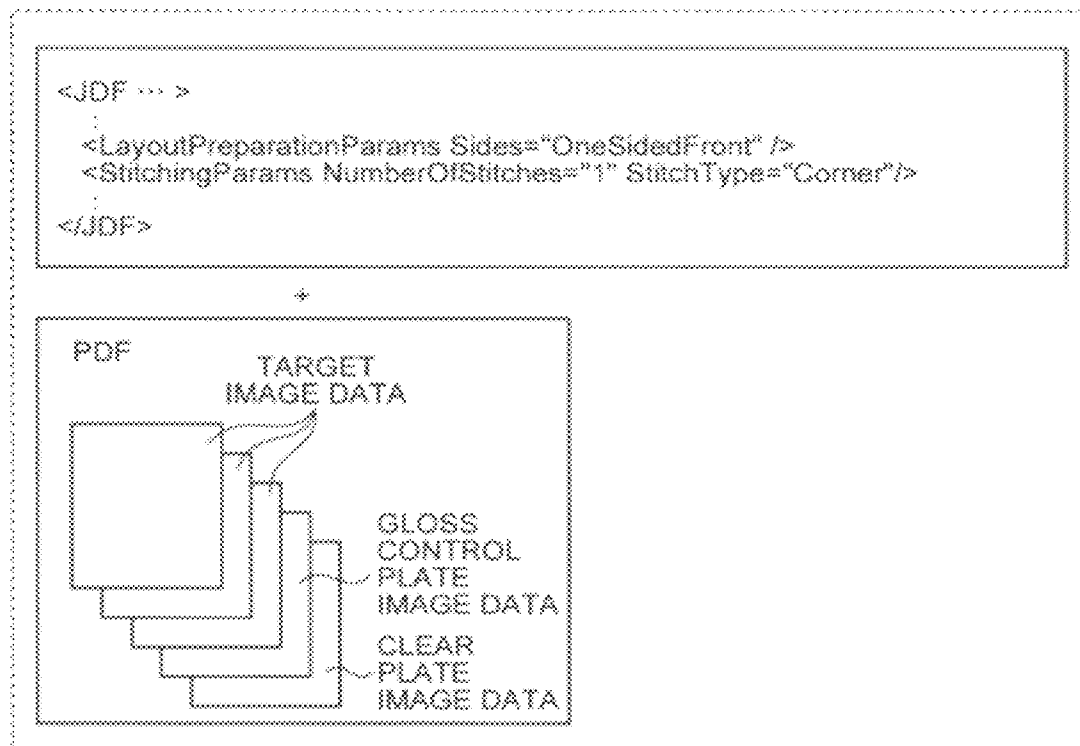 <JDF ··· >
:
<LayoutPreparationParams Sides="OneSidedFront" />
<StitchingParams NumberOfStitches="1" StitchType="Corner"/>
:
</JDF>
+
PDF
TARGET
IMAGE DATA
GLOSS
CONTROL
PLATE
IMAGE DATA
CLEAR
PLATE
IMAGE DATA